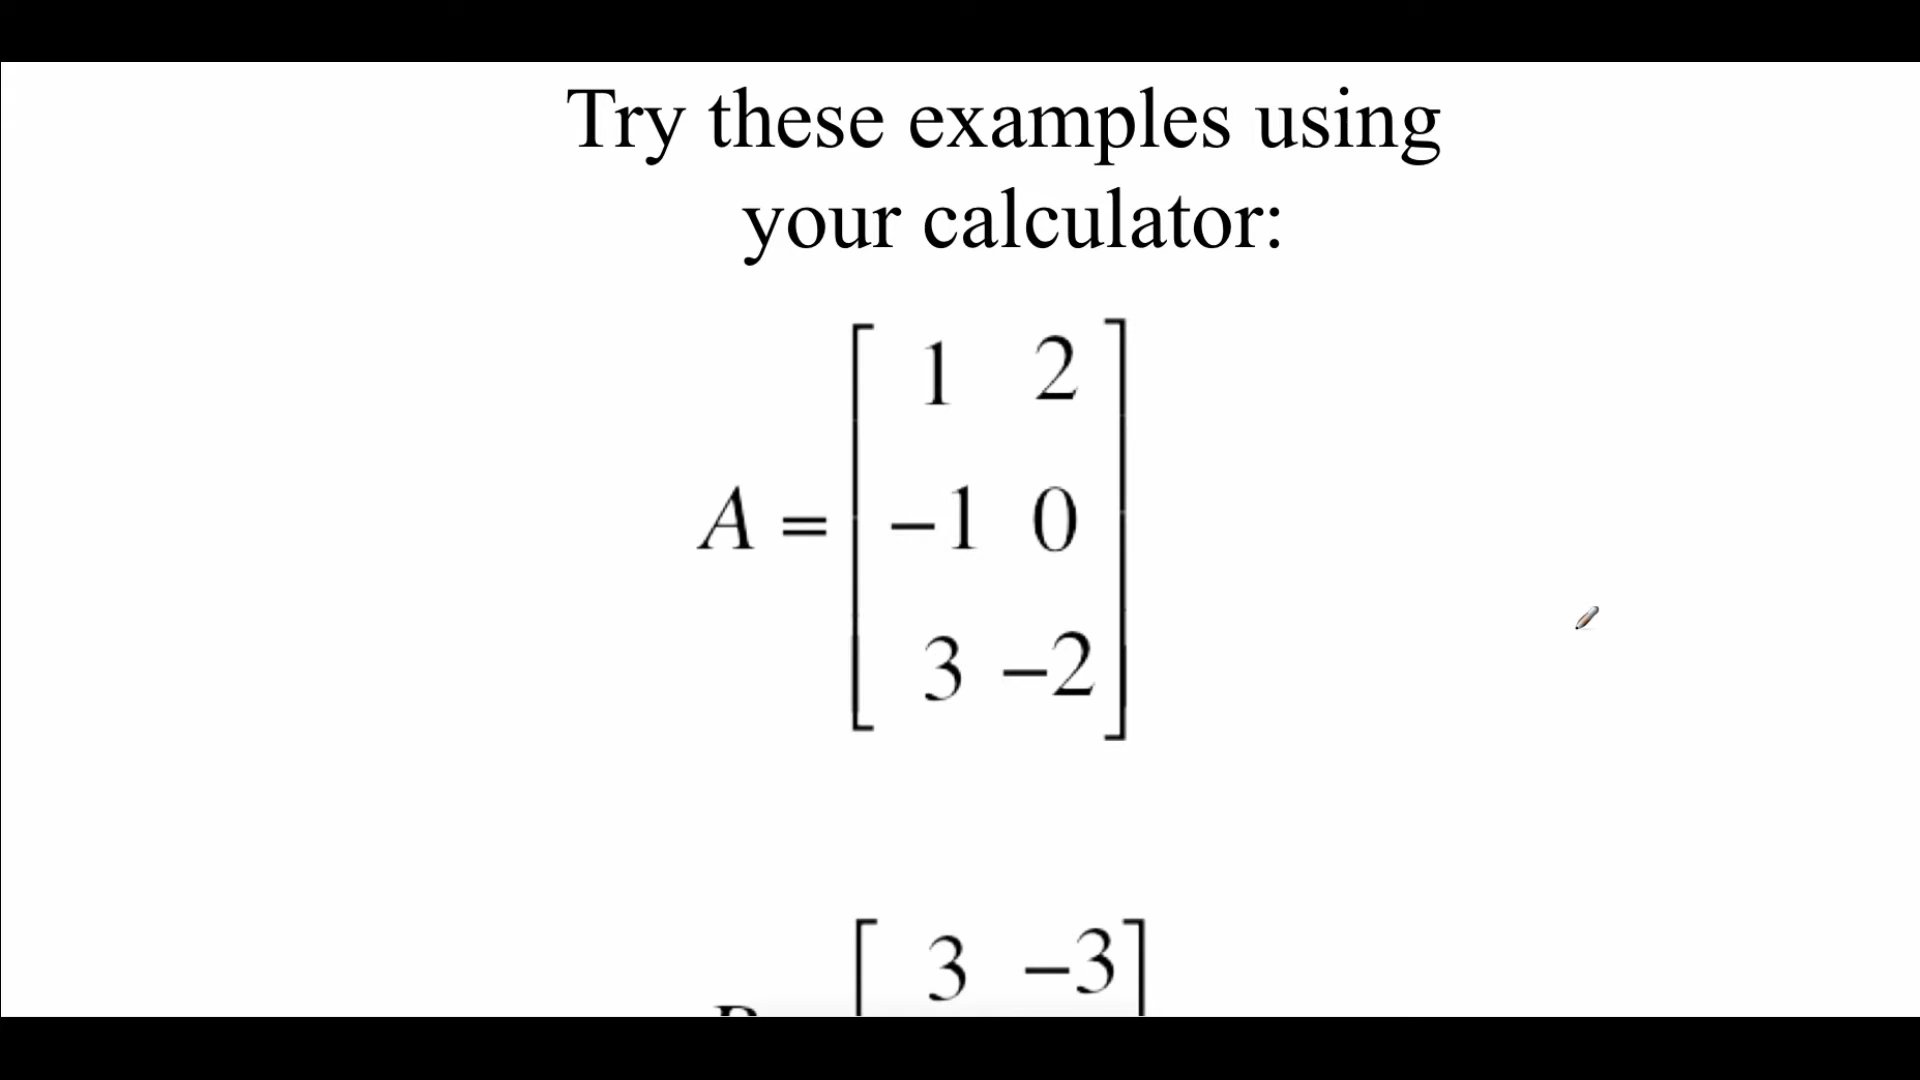 Try these examples using
your calculator:
1 2
A = −1 0
3 −2
3 −3